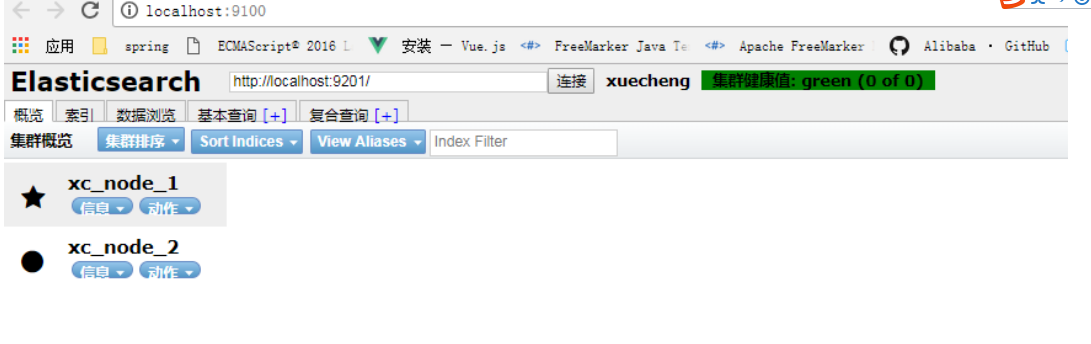 localhost:9100
应用 spring ECMAScript® 2016 L Vue.js 安装 — Vue.js <#> FreeMarker Java Te <#> Apache FreeMarker Alibaba · GitHub
Elasticsearch http://localhost:9201/ 连接 xuecheng 集群健康值: green (0 of 0)
概览 索引 数据浏览 基本查询 [+] 复合查询 [+]
集群概览 集群排序 Sort Indices View Aliases Index Filter
xc_node_1
信息 动作
xc_node_2
信息 动作